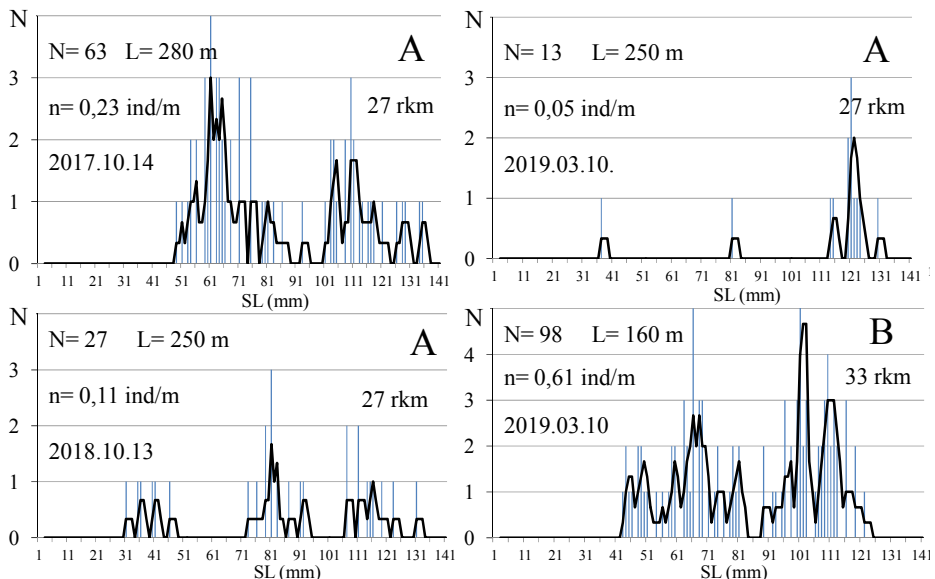 N
N= 63 L= 280 m A
3
n= 0,23 ind/m 27 rkm
2
2017.10.14
1
0
1 11 21 31 41 51 61 71 81 91 101 111 121 131 141
SL (mm)
N
N= 13 L= 250 m A
3
27 rkm
n= 0,05 ind/m
2
2019.03.10.
1
0
1 11 21 31 41 51 61 71 81 91 101 111 121 131 141
SL (mm)
N
N= 27 L= 250 m A
3
n= 0,11 ind/m 27 rkm
2
2018.10.13
1
0
1 11 21 31 41 51 61 71 81 91 101 111 121 131 141
SL (mm)
N
N= 98 L= 160 m B
4
n= 0,61 ind/m 33 rkm
3
2019.03.10
2
1
0
1 11 21 31 41 51 61 71 81 91 101 111 121 131 141
SL (mm)